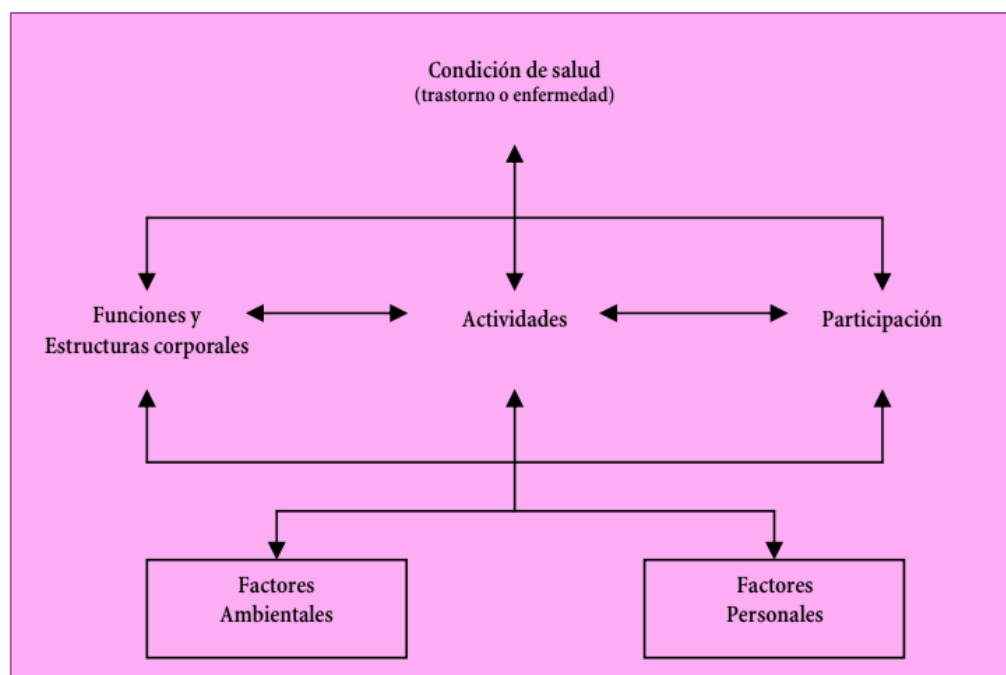 Condición de salud
(trastorno o enfermedad)
Funciones y
Estructuras corporales
Actividades
Participación
Factores
Ambientales
Factores
Personales